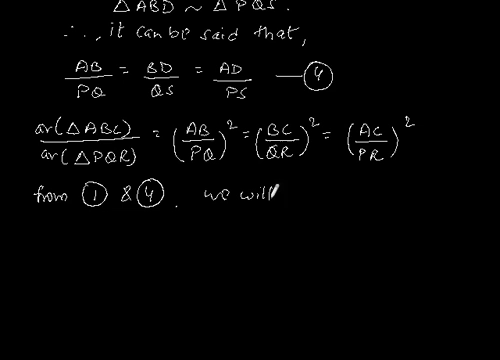 △ABD ~ △PQS.
∴, it can be said that,
AB/PQ = BD/QS = AD/PS — ④
ar(△ABC)/ar(△PQR) = (AB/PQ)² = (BC/QR)² = (AC/PR)²
from ① & ④, we will